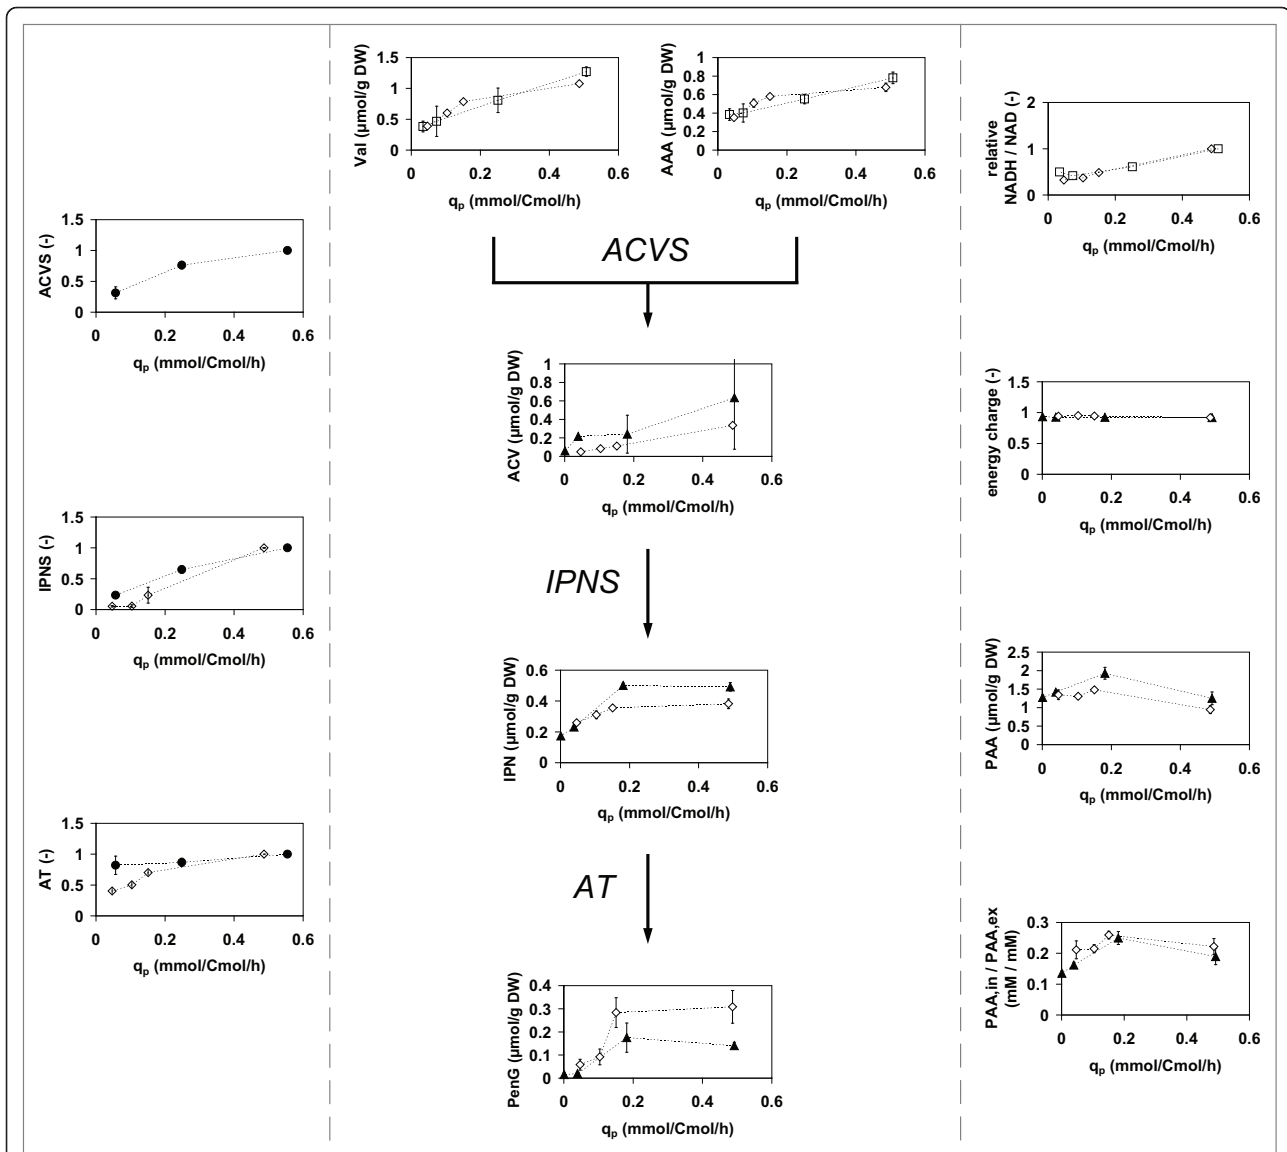 Val (µmol/g DW)
1.5
1
0.5
0
0 0.2 0.4 0.6
qp (mmol/Cmol/h)
AAA (µmol/g DW)
1
0.8
0.6
0.4
0.2
0
0 0.2 0.4 0.6
qp (mmol/Cmol/h)
relative
NADH / NAD (-)
2
1
0
0 0.2 0.4 0.6
qp (mmol/Cmol/h)
ACVS
ACVS (-)
1.5
1
0.5
0
0 0.2 0.4 0.6
qp (mmol/Cmol/h)
ACV (µmol/g DW)
1
0.8
0.6
0.4
0.2
0
0 0.2 0.4 0.6
qp (mmol/Cmol/h)
energy charge (-)
1.5
1
0.5
0
0 0.2 0.4 0.6
qp (mmol/Cmol/h)
IPNS (-)
1.5
1
0.5
0
0 0.2 0.4 0.6
qp (mmol/Cmol/h)
IPNS
IPN (µmol/g DW)
0.6
0.4
0.2
0
0 0.2 0.4 0.6
qp (mmol/Cmol/h)
PAA (µmol/g DW)
2.5
2
1.5
1
0.5
0
0 0.2 0.4 0.6
qp (mmol/Cmol/h)
AT (-)
1.5
1
0.5
0
0 0.2 0.4 0.6
qp (mmol/Cmol/h)
AT
PAA,in / PAA,ex
(mM / mM)
0.3
0.2
0.1
0
0 0.2 0.4 0.6
qp (mmol/Cmol/h)
PenG (µmol/g DW)
0.4
0.3
0.2
0.1
0
0 0.2 0.4 0.6
qp (mmol/Cmol/h)